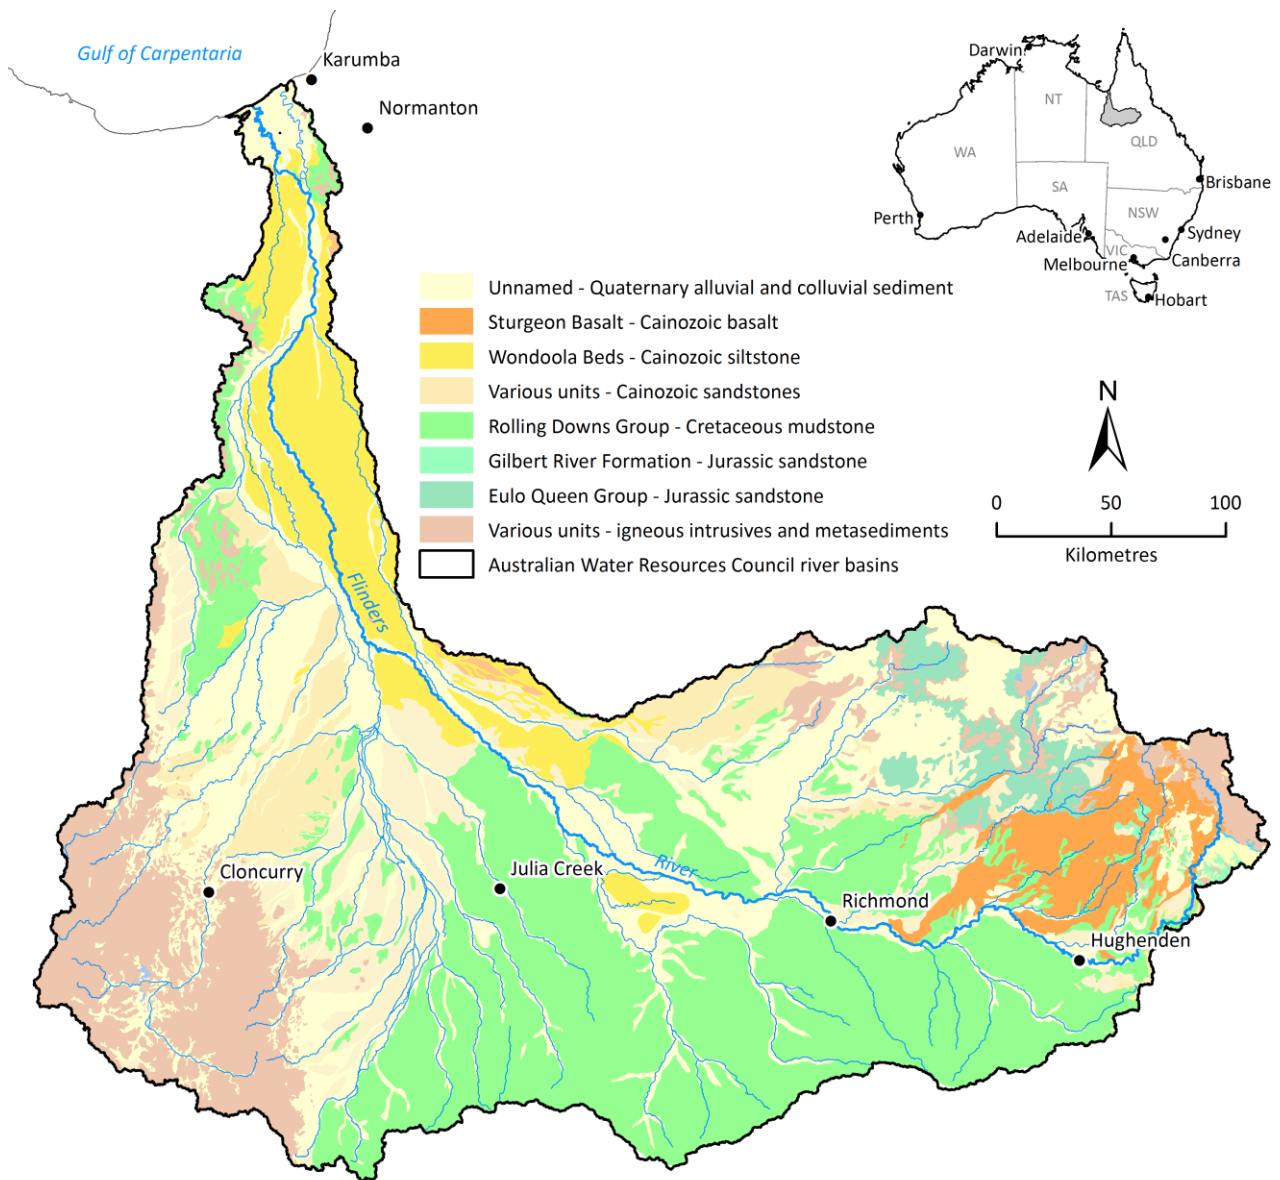 Gulf of Carpentaria
Karumba
Normanton
Darwin
NT
WA
QLD
SA
Brisbane
NSW
Perth
Adelaide
Sydney
VIC
Canberra
Melbourne
TAS
Hobart
Unnamed - Quaternary alluvial and colluvial sediment
Sturgeon Basalt - Cainozoic basalt
Wondoola Beds - Cainozoic siltstone
Various units - Cainozoic sandstones
Rolling Downs Group - Cretaceous mudstone
Gilbert River Formation - Jurassic sandstone
Eulo Queen Group - Jurassic sandstone
Various units - igneous intrusives and metasediments
Australian Water Resources Council river basins
N
0 50 100
Kilometres
Flinders
River
Cloncurry
Julia Creek
Richmond
Hughenden